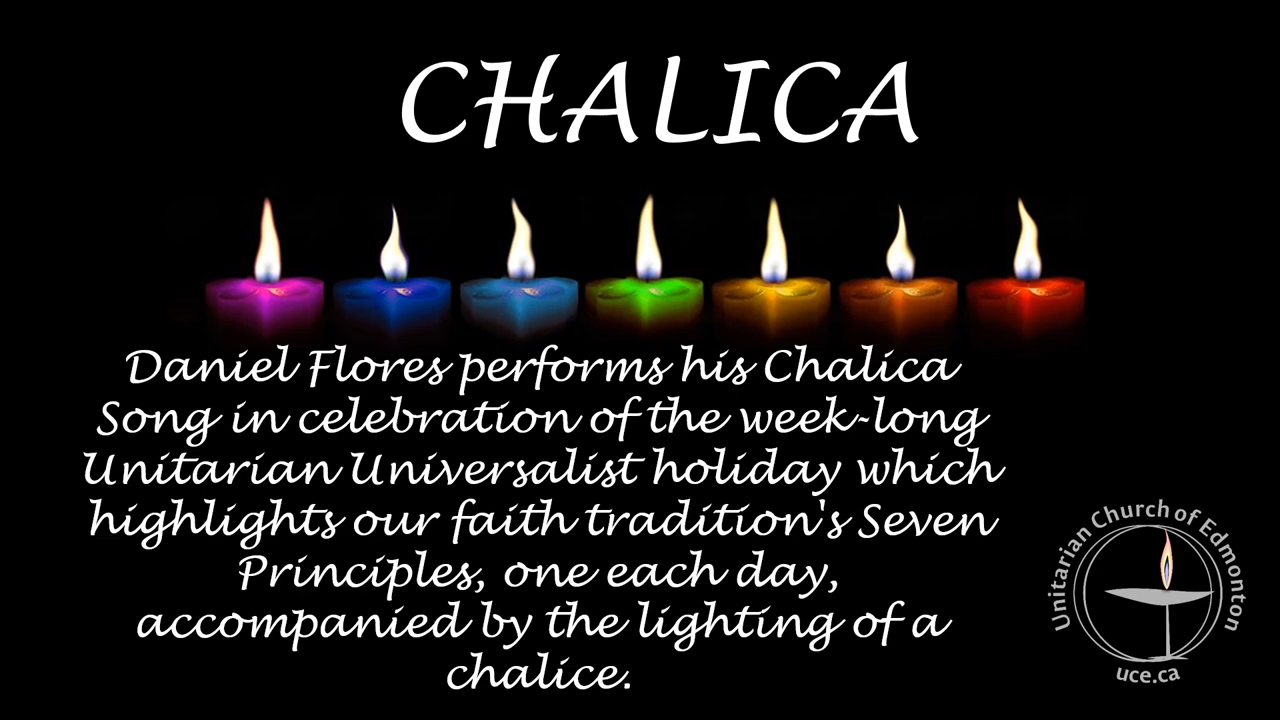 CHALICA
Daniel Flores performs his Chalica
Song in celebration of the week-long
Unitarian Universalist holiday which
highlights our faith tradition's Seven
Principles, one each day,
accompanied by the lighting of a
chalice.
Unitarian Church of Edmonton
uce.ca